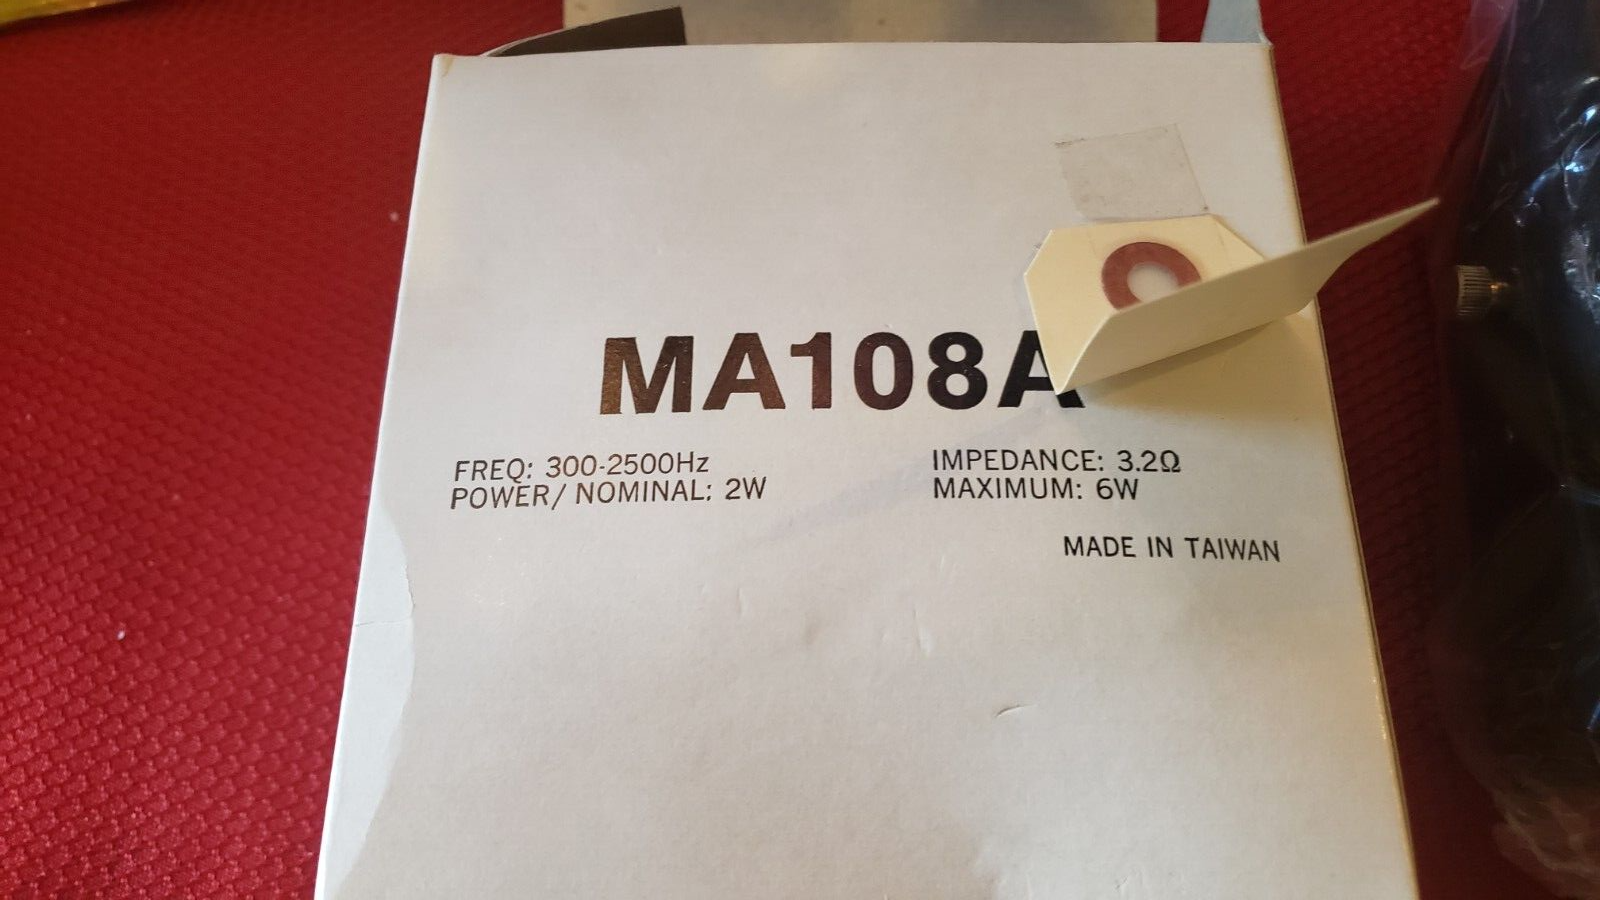 MA108A
FREQ: 300-2500Hz
POWER/ NOMINAL: 2W
IMPEDANCE: 3.2Ω
MAXIMUM: 6W
MADE IN TAIWAN